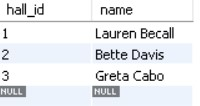 hall_id name
1 Lauren Becall
2 Bette Davis
3 Greta Cabo
NULL NULL